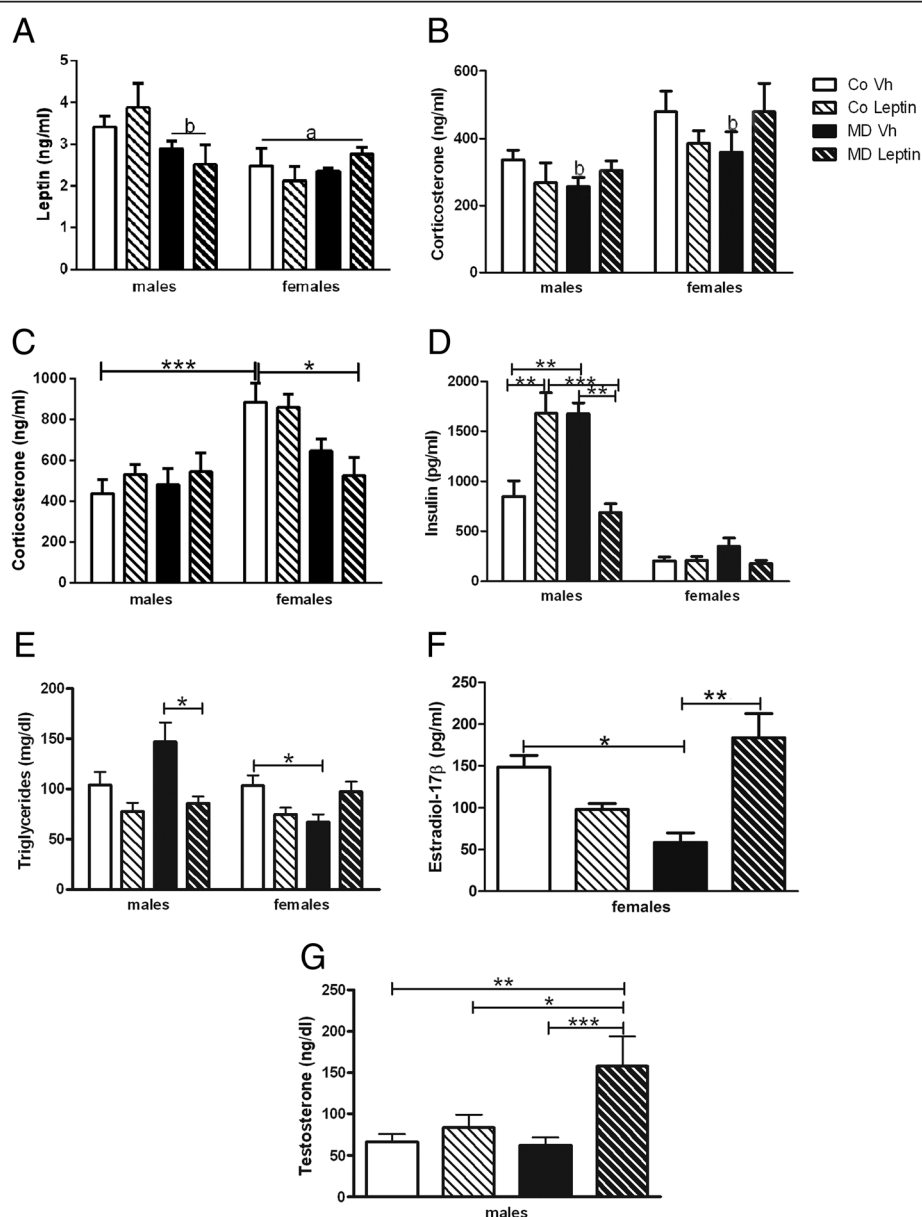 A
Leptin (ng/ml)
5
4
3
2
1
0
b
a
males
females
B
Corticosterone (ng/ml)
600
400
200
0
b
b
males
females
Co Vh
Co Leptin
MD Vh
MD Leptin
C
Corticosterone (ng/ml)
1000
800
600
400
200
0
***
*
males
females
D
Insulin (pg/ml)
2000
1500
1000
500
0
**
**
***
**
males
females
E
Triglycerides (mg/dl)
200
150
100
50
0
*
*
males
females
F
Estradiol-17β (pg/ml)
250
200
150
100
50
0
*
**
females
G
Testosterone (ng/dl)
250
200
150
100
50
0
**
*
***
males